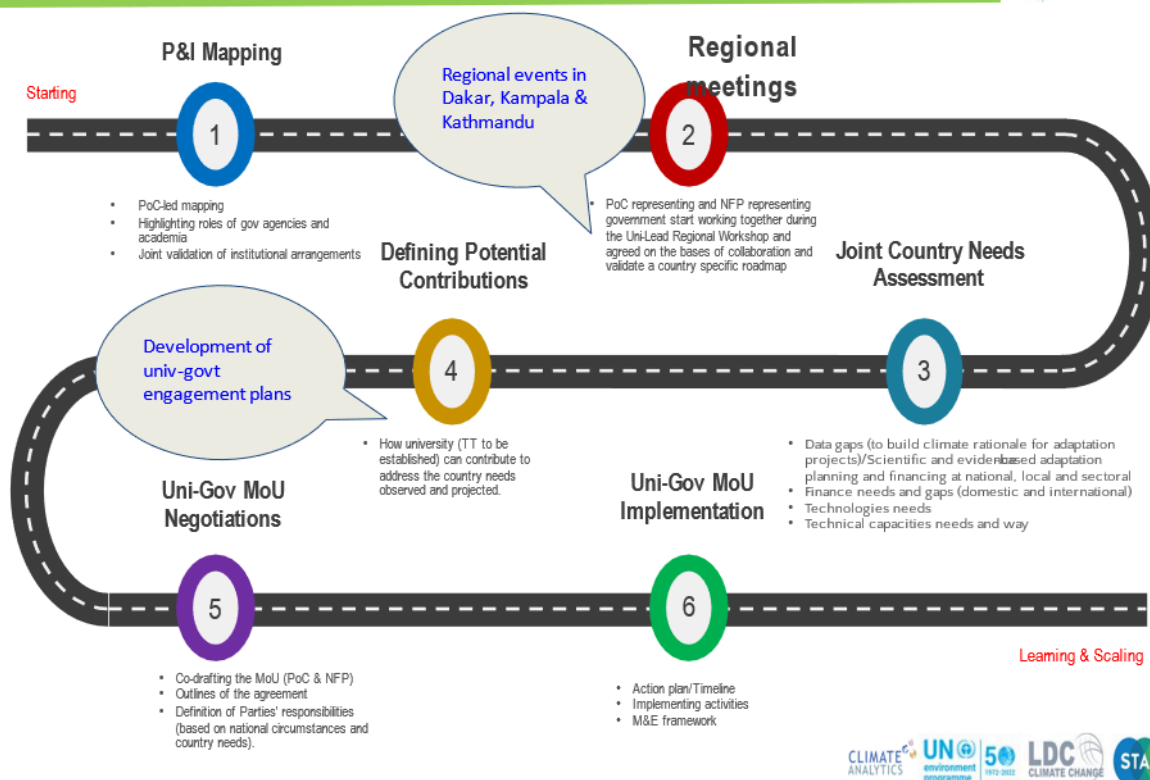 P&I Mapping
Regional
meetings
Starting
Regional events in
Dakar, Kampala &
Kathmandu
1
2
• PoC-led mapping
• Highlighting roles of gov agencies and
academia
• Joint validation of institutional arrangements
• PoC representing and NFP representing
government start working together during
the Uni-Lead Regional Workshop and
agreed on the bases of collaboration and
validate a country specific roadmap
Defining Potential
Contributions
Joint Country Needs
Assessment
Development of
univ-govt
engagement plans
4
3
• How university (TT to be
established) can contribute to
address the country needs
observed and projected.
• Data gaps (to build climate rationale for adaptation
projects)/Scientific and evidence-based adaptation
planning and financing at national, local and sectoral
• Finance needs and gaps (domestic and international)
• Technologies needs
• Technical capacities needs and way
Uni-Gov MoU
Negotiations
Uni-Gov MoU
Implementation
5
6
Learning & Scaling
• Co-drafting the MoU (PoC & NFP)
• Outlines of the agreement
• Definition of Parties' responsibilities
(based on national circumstances and
country needs).
• Action plan/Timeline
• Implementing activities
• M&E framework
CLIMATE
ANALYTICS
UN
environment
programme
50
1972-2022
LDC
CLIMATE CHANGE
STA